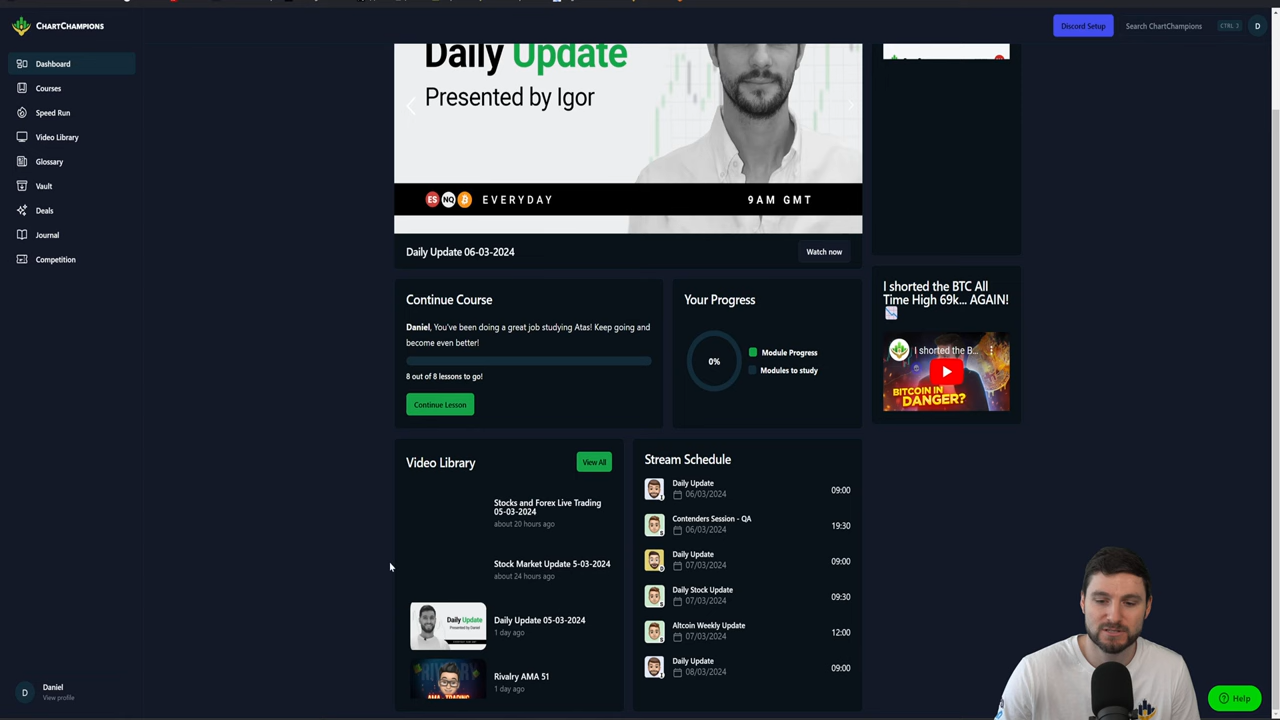 ChartChampions
Discord Setup
Search ChartChampions
D
Dashboard
Courses
Speed Run
Video Library
Glossary
Vault
Deals
Journal
Competition
Daily Update
Presented by Igor
ES NQ EVERYDAY
9AM GMT
Daily Update 06-03-2024
Watch now
Continue Course
Daniel, You've been doing a great job studying Atas! Keep going and
become even better!
8 out of 8 lessons to go!
Continue Lesson
Your Progress
0%
Module Progress
Modules to study
I shorted the BTC All
Time High 69k... AGAIN!
I shorted the B...
BITCOIN IN
DANGER?
Video Library
View All
Stocks and Forex Live Trading
05-03-2024
about 20 hours ago
Stock Market Update 5-03-2024
about 24 hours ago
Daily Update
Presented by Daniel
Daily Update 05-03-2024
1 day ago
Rivalry AMA 51
1 day ago
Stream Schedule
Daily Update
06/03/2024
09:00
Contenders Session - QA
06/03/2024
19:30
Daily Update
07/03/2024
09:00
Daily Stock Update
07/03/2024
09:30
Altcoin Weekly Update
07/03/2024
12:00
Daily Update
08/03/2024
09:00
D
Daniel
View profile
Help